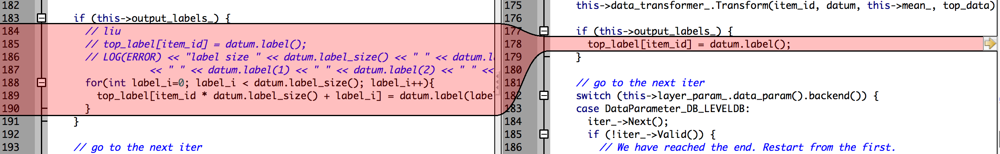 182
183 if (this->output_labels_) {
184 // liu
185 // top_label[item_id] = datum.label();
186 // LOG(ERROR) << "label size " << datum.label_size() << " " << datum.l
187 << " " << datum.label(1) << " " << datum.label(2) << " " <<
188 for(int label_i=0; label_i < datum.label_size(); label_i++){
189 top_label[item_id * datum.label_size() + label_i] = datum.label(labe
190 }
191 }
192
193 // go to the next iter
175 this->data_transformer_.Transform(item_id, datum, this->mean_, top_data)
176
177 if (this->output_labels_) {
178 top_label[item_id] = datum.label();
179 }
180
181 // go to the next iter
182 switch (this->layer_param_.data_param().backend()) {
183 case DataParameter_DB_LEVELDB:
184 iter_->Next();
185 if (!iter_->Valid()) {
186 // We have reached the end. Restart from the first.